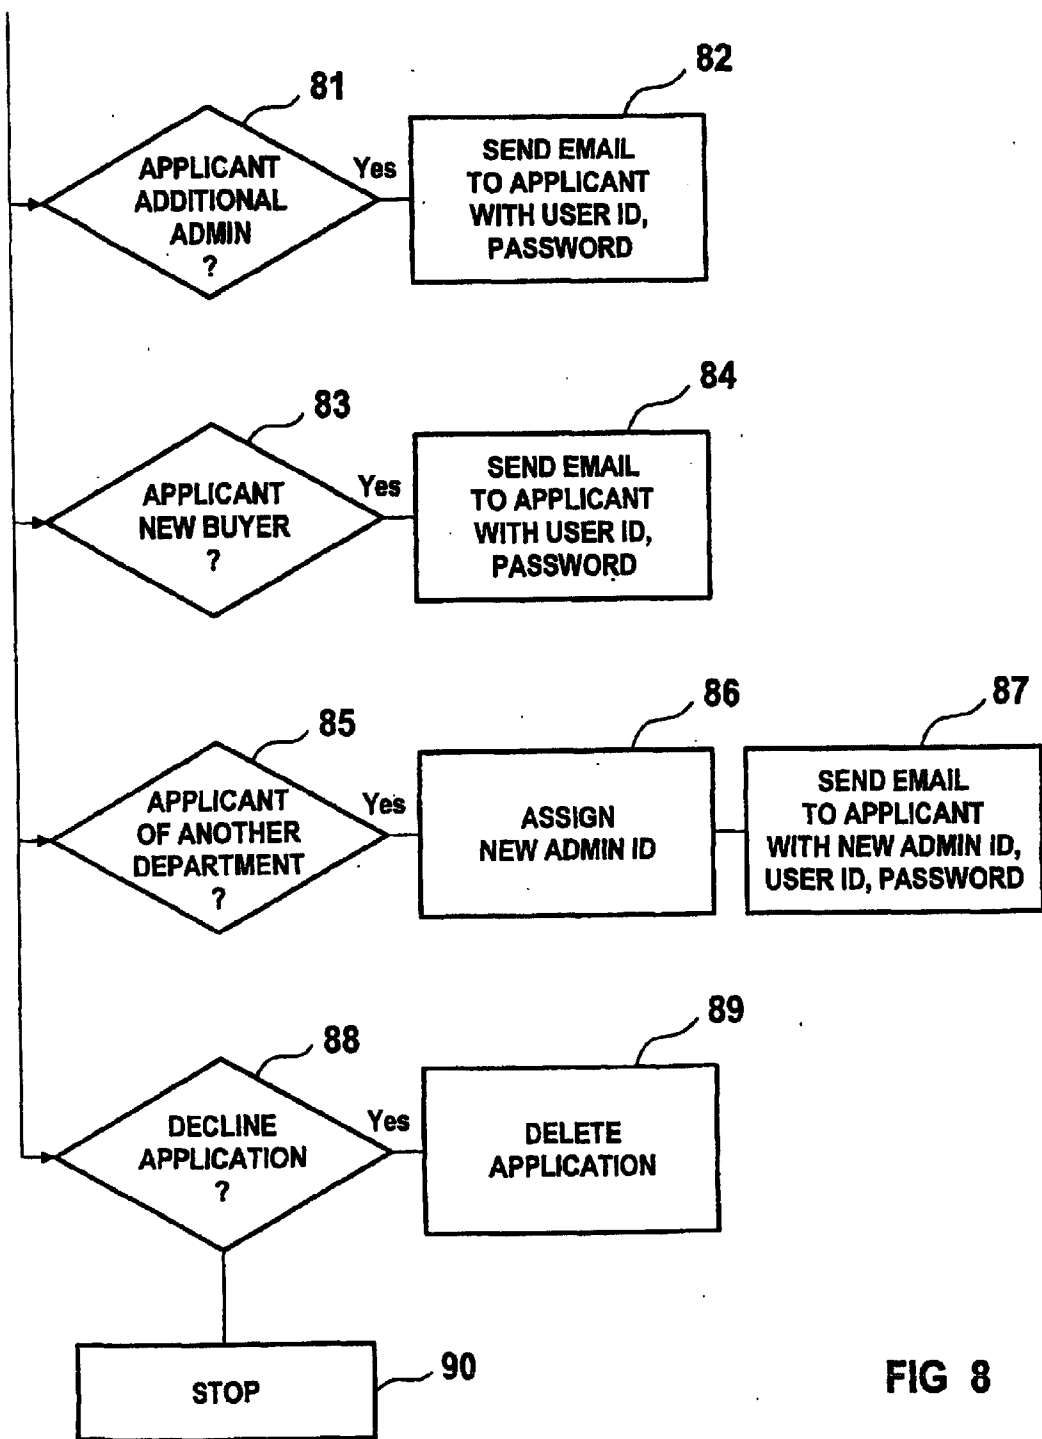 81
82
APPLICANT
ADDITIONAL
ADMIN
?
Yes
SEND EMAIL
TO APPLICANT
WITH USER ID,
PASSWORD
83
84
APPLICANT
NEW BUYER
?
Yes
SEND EMAIL
TO APPLICANT
WITH USER ID,
PASSWORD
85
86
87
APPLICANT
OF ANOTHER
DEPARTMENT
?
Yes
ASSIGN
NEW ADMIN ID
SEND EMAIL
TO APPLICANT
WITH NEW ADMIN ID,
USER ID, PASSWORD
88
89
DECLINE
APPLICATION
?
Yes
DELETE
APPLICATION
STOP
90
FIG 8